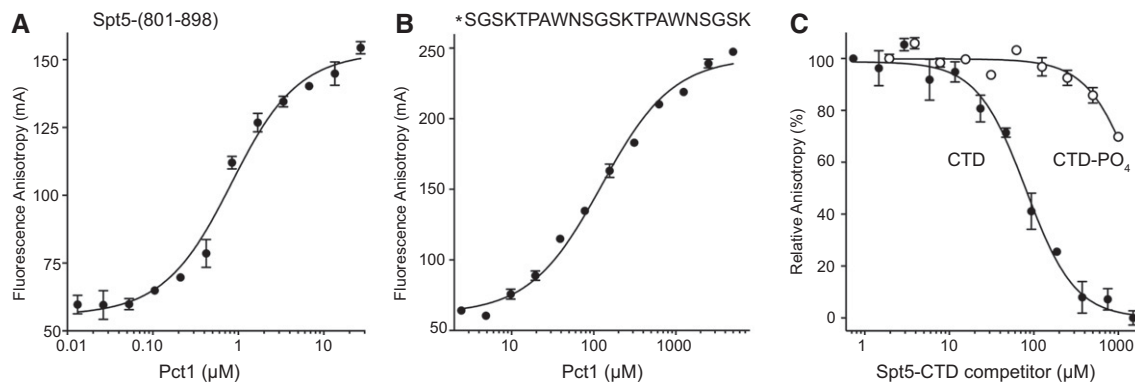 A Spt5-(801-898)
Fluorescence Anisotropy (mA)
150
125
100
75
50
0.01 0.10 1 10
Pct1 (μM)
B *SGSKTPAWNSGSKTPAWNSGSK
Fluorescence Anisotropy (mA)
250
200
150
100
50
10 100 1000
Pct1 (μM)
C
Relative Anisotropy (%)
100
80
60
40
20
0
CTD CTD-PO4
1 10 100 1000
Spt5-CTD competitor (μM)